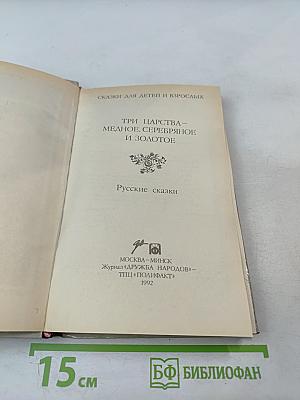 СКАЗКИ ДЛЯ ДЕТЕЙ И ВЗРОСЛЫХ
ТРИ ЦАРСТВА—
МЕДНОЕ, СЕРЕБРЯНОЕ
И ЗОЛОТОЕ
Русские сказки
МОСКВА—МИНСК
Журнал «ДРУЖБА НАРОДОВ»—
ТПЦ «ПОЛИФАКТ»
1992
15 см
БФ БИБЛИОФАН